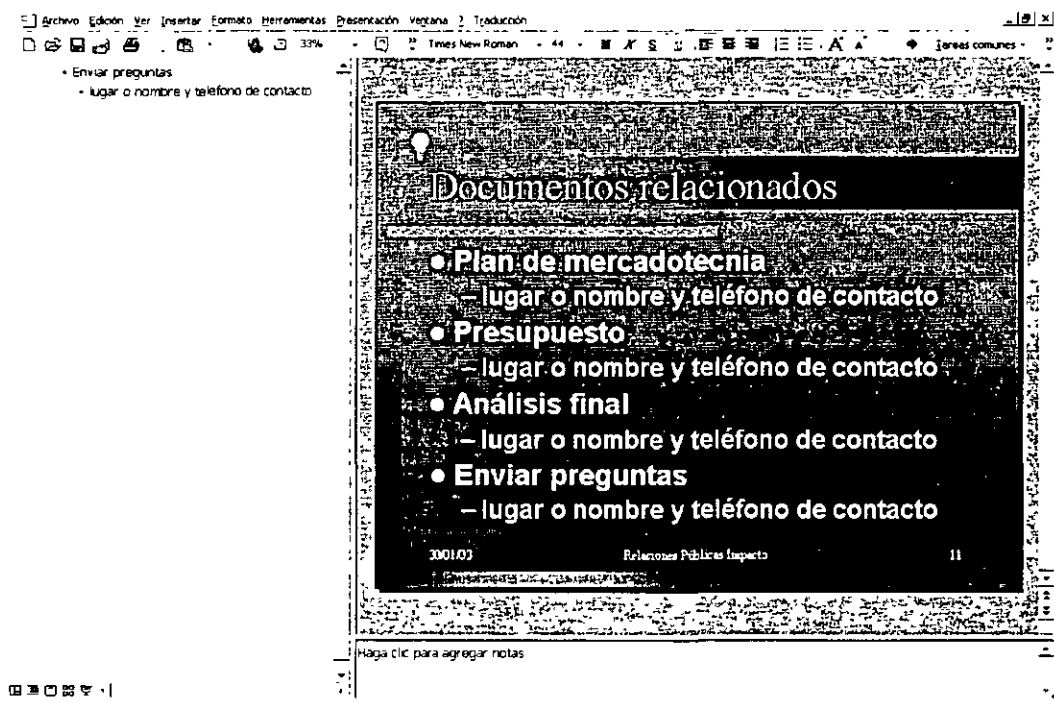 Archivo Edición Ver Insertar Formato Herramientas Presentación Ventana ? Traducción
33% Times New Roman 44 N K S Tareas comunes
• Enviar preguntas
• lugar o nombre y telefono de contacto
Documentos relacionados
• Plan de mercadotecnia
– lugar o nombre y teléfono de contacto
• Presupuesto
– lugar o nombre y teléfono de contacto
• Análisis final
– lugar o nombre y teléfono de contacto
• Enviar preguntas
– lugar o nombre y teléfono de contacto
30/01/03 Relaciones Públicas Impacto 11
Haga clic para agregar notas